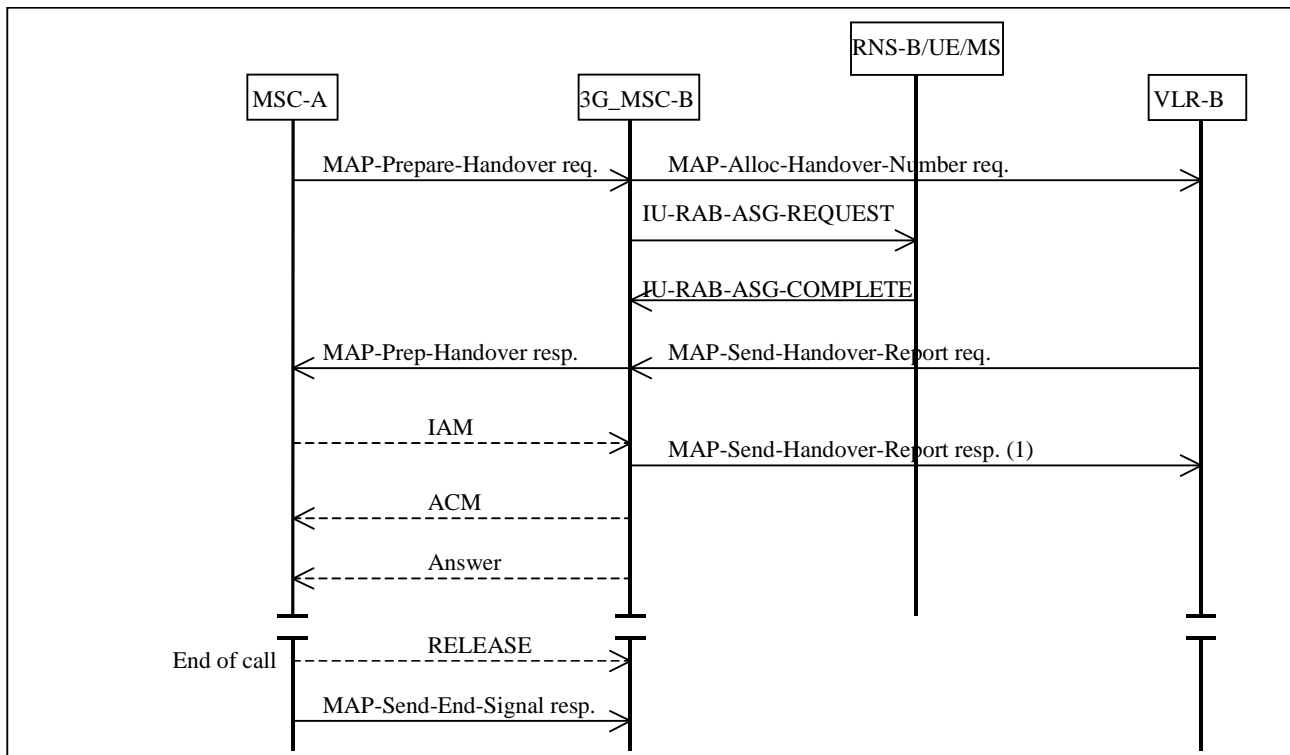 RNS-B/UE/MS
MSC-A
3G_MSC-B
VLR-B
MAP-Prepare-Handover req.
MAP-Alloc-Handover-Number req.
IU-RAB-ASG-REQUEST
IU-RAB-ASG-COMPLETE
MAP-Prep-Handover resp.
MAP-Send-Handover-Report req.
IAM
MAP-Send-Handover-Report resp. (1)
ACM
Answer
RELEASE
End of call
MAP-Send-End-Signal resp.